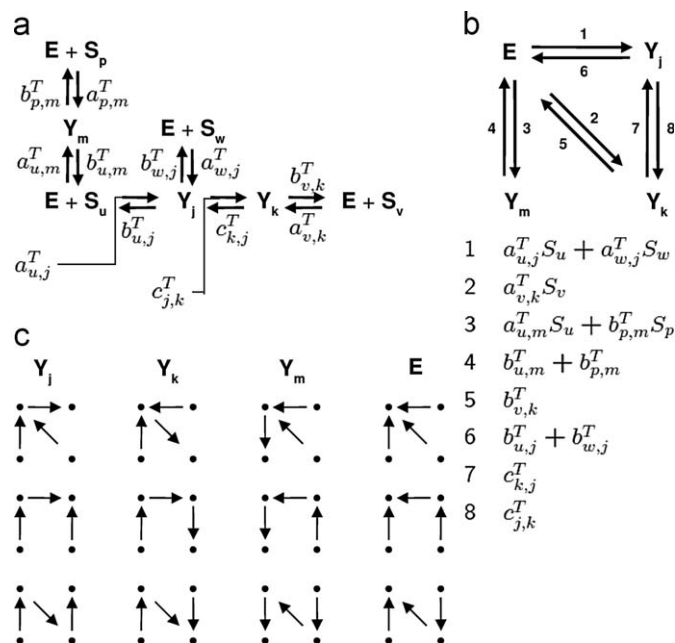 a
E + S_p
b^T_{p,m} a^T_{p,m}
Y_m E + S_w
a^T_{u,m} b^T_{u,m} b^T_{w,j} a^T_{w,j} b^T_{v,k}
E + S_u Y_j Y_k E + S_v
b^T_{u,j} c^T_{k,j} a^T_{v,k}
a^T_{u,j}
c^T_{j,k}
b
1
E Y_j
6
4 3 2 7 8
5
Y_m Y_k
1 a^T_{u,j}S_u + a^T_{w,j}S_w
2 a^T_{v,k}S_v
3 a^T_{u,m}S_u + b^T_{p,m}S_p
4 b^T_{u,m} + b^T_{p,m}
5 b^T_{v,k}
6 b^T_{u,j} + b^T_{w,j}
7 c^T_{k,j}
8 c^T_{j,k}
c
Y_j Y_k Y_m E